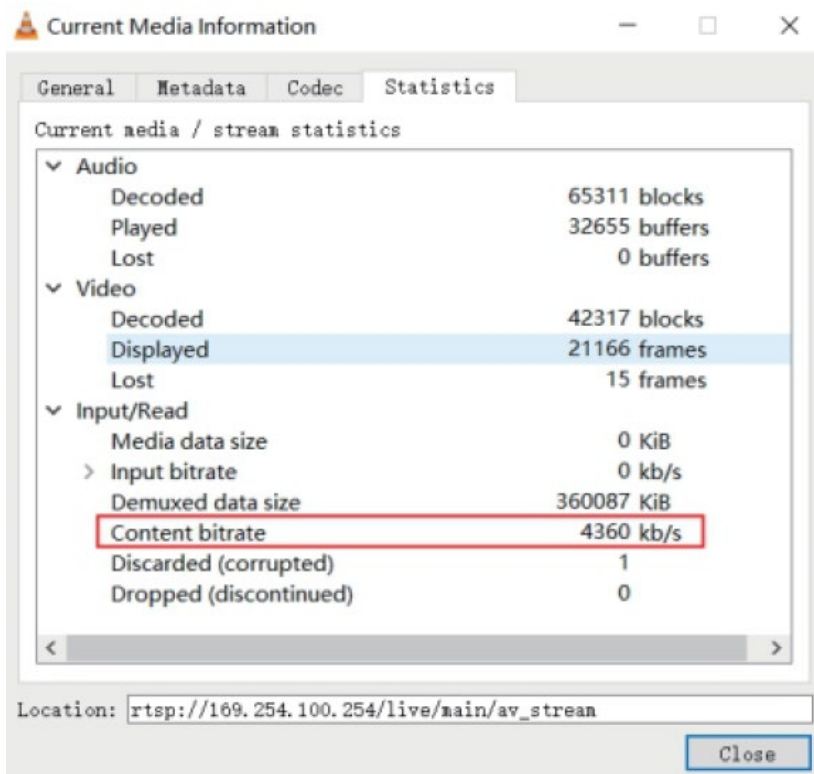 Current Media Information
General Metadata Codec Statistics
Current media / stream statistics
Audio
Decoded 65311 blocks
Played 32655 buffers
Lost 0 buffers
Video
Decoded 42317 blocks
Displayed 21166 frames
Lost 15 frames
Input/Read
Media data size 0 KiB
Input bitrate 0 kb/s
Demuxed data size 360087 KiB
Content bitrate 4360 kb/s
Discarded (corrupted) 1
Dropped (discontinued) 0
Location: rtsp://169.254.100.254/live/main/av_stream
Close